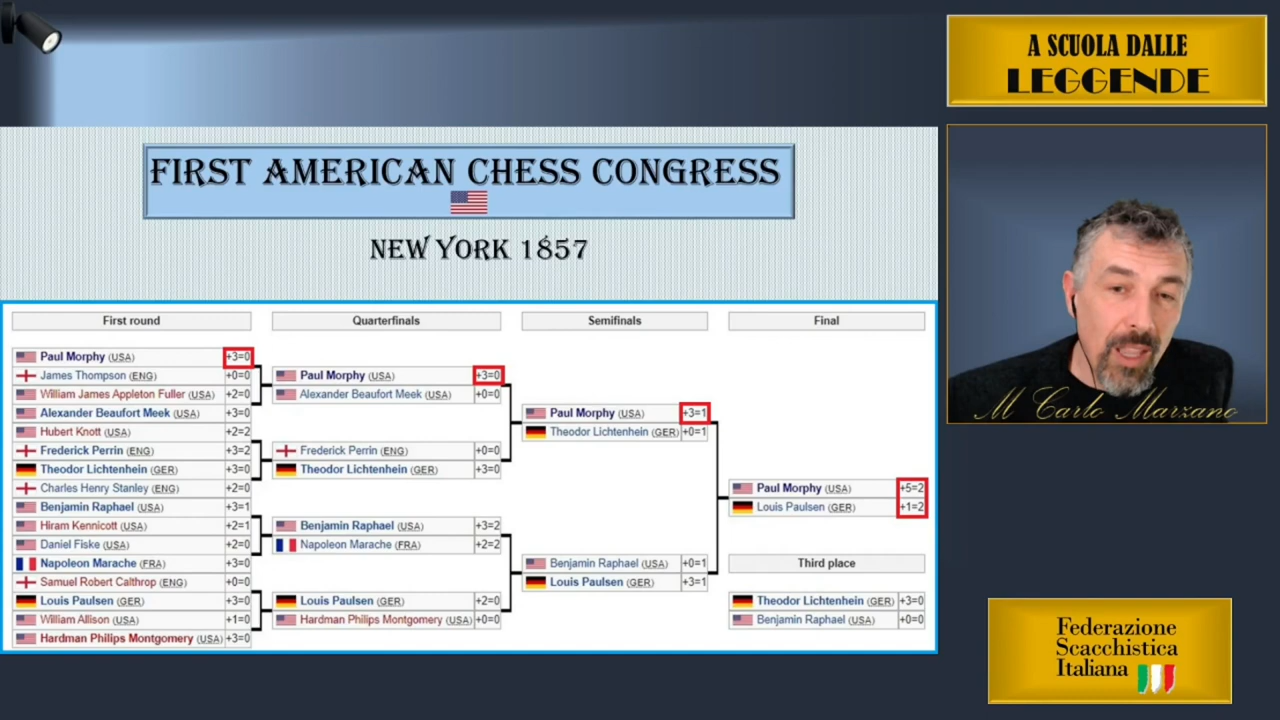 A SCUOLA DALLE
LEGGENDE
FIRST AMERICAN CHESS CONGRESS
NEW YORK 1857
First round
Quarterfinals
Semifinals
Final
Paul Morphy (USA) +3=0
James Thompson (ENG) +0=0
William James Appleton Fuller (USA) +2=0
Alexander Beaufort Meek (USA) +3=0
Hubert Knott (USA) +2=2
Frederick Perrin (ENG) +3=2
Theodor Lichtenhein (GER) +3=0
Charles Henry Stanley (ENG) +2=0
Benjamin Raphael (USA) +3=1
Hiram Kennicott (USA) +2=1
Daniel Fiske (USA) +2=0
Napoleon Marache (FRA) +3=0
Samuel Robert Calthrop (ENG) +0=0
Louis Paulsen (GER) +3=0
William Allison (USA) +1=0
Hardman Philips Montgomery (USA) +3=0
Paul Morphy (USA) +3=0
Alexander Beaufort Meek (USA) +0=0
Frederick Perrin (ENG) +0=0
Theodor Lichtenhein (GER) +3=0
Benjamin Raphael (USA) +3=2
Napoleon Marache (FRA) +2=2
Louis Paulsen (GER) +2=0
Hardman Philips Montgomery (USA) +0=0
Paul Morphy (USA) +3=1
Theodor Lichtenhein (GER) +0=1
Benjamin Raphael (USA) +0=1
Louis Paulsen (GER) +3=1
Paul Morphy (USA) +5=2
Louis Paulsen (GER) +1=2
Third place
Theodor Lichtenhein (GER) +3=0
Benjamin Raphael (USA) +0=0
M Carlo Marzano
Federazione
Scacchistica
Italiana